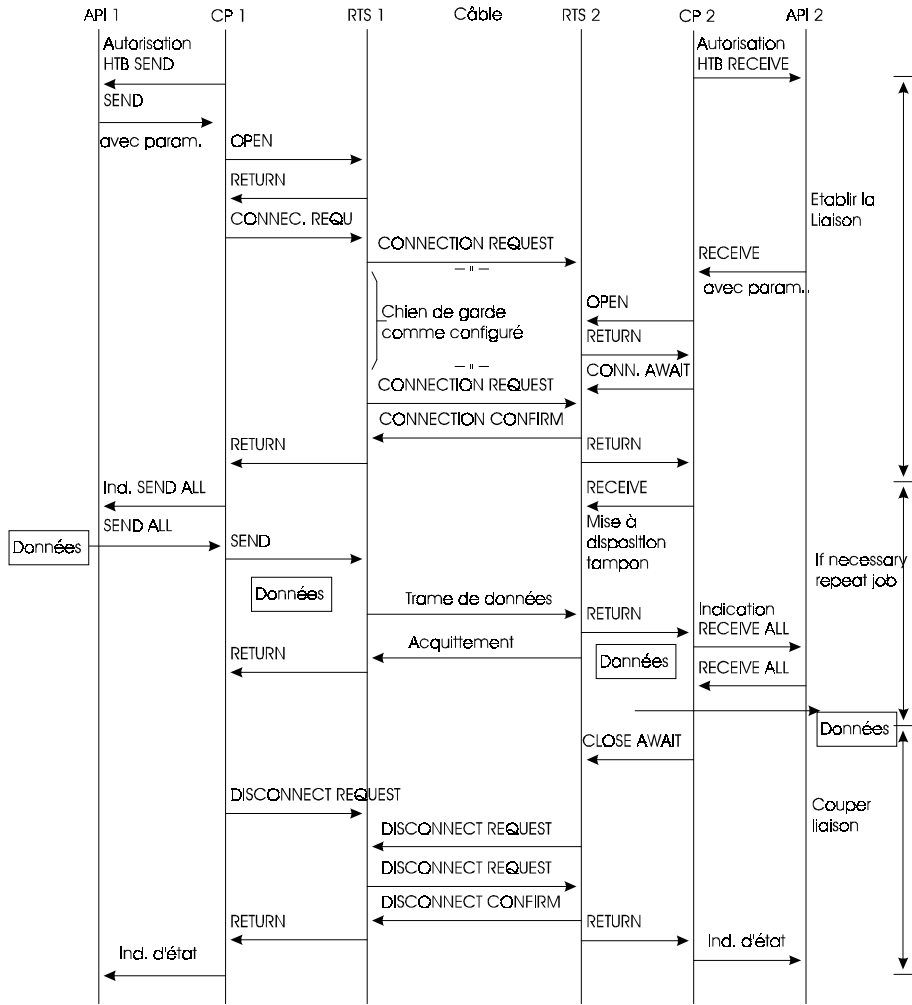 API 1 CP 1 RTS 1 Câble RTS 2 CP 2 API 2
Autorisation
HTB SEND
Autorisation
HTB RECEIVE
SEND
avec param.
OPEN
RETURN
CONNEC. REQU
Etablir la
Liaison
CONNECTION REQUEST
RECEIVE
avec param..
— " —
Chien de garde
comme configuré
OPEN
RETURN
— " —
CONN. AWAIT
CONNECTION REQUEST
CONNECTION CONFIRM
RETURN
RETURN
Ind. SEND ALL
RECEIVE
SEND ALL
Données
SEND
Mise à
disposition
tampon
If necessary
repeat job
Données
Trame de données
RETURN
Indication
RECEIVE ALL
Acquittement
RETURN
Données
RECEIVE ALL
Données
CLOSE AWAIT
DISCONNECT REQUEST
Couper
liaison
DISCONNECT REQUEST
DISCONNECT REQUEST
DISCONNECT CONFIRM
RETURN
RETURN
Ind. d'état
Ind. d'état